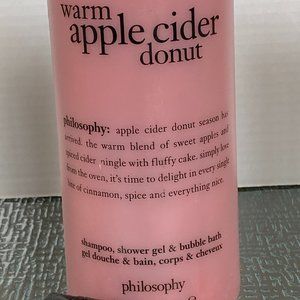 warm
apple cider
donut
philosophy: apple cider donut season has
arrived. the warm blend of sweet apples and
spiced cider mingle with fluffy cake. simply love
from the oven, it's time to delight in every single
bite of cinnamon, spice and everything nice.
shampoo, shower gel & bubble bath
gel douche & bain, corps & cheveux
philosophy